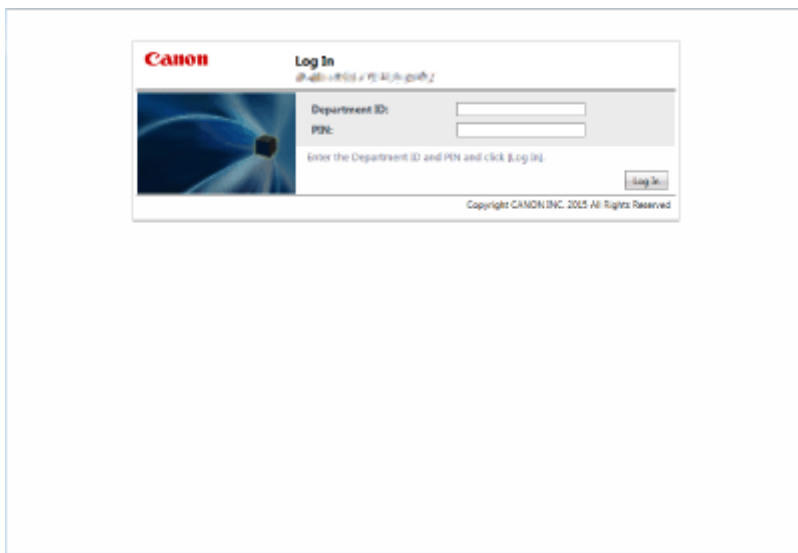 Canon
Log In
Department ID:
PIN:
Enter the Department ID and PIN and click [Log In].
Log In
Copyright CANON INC. 2015 All Rights Reserved